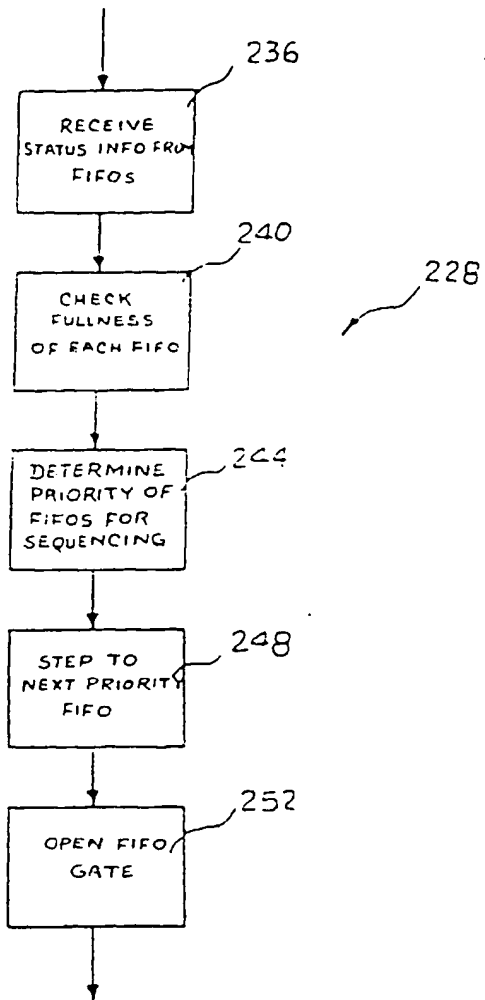 236
RECEIVE
STATUS INFO FROM
FIFOS
240
CHECK
FULLNESS
OF EACH FIFO
228
244
DETERMINE
PRIORITY OF
FIFOS FOR
SEQUENCING
248
STEP TO
NEXT PRIORITY
FIFO
252
OPEN FIFO
GATE